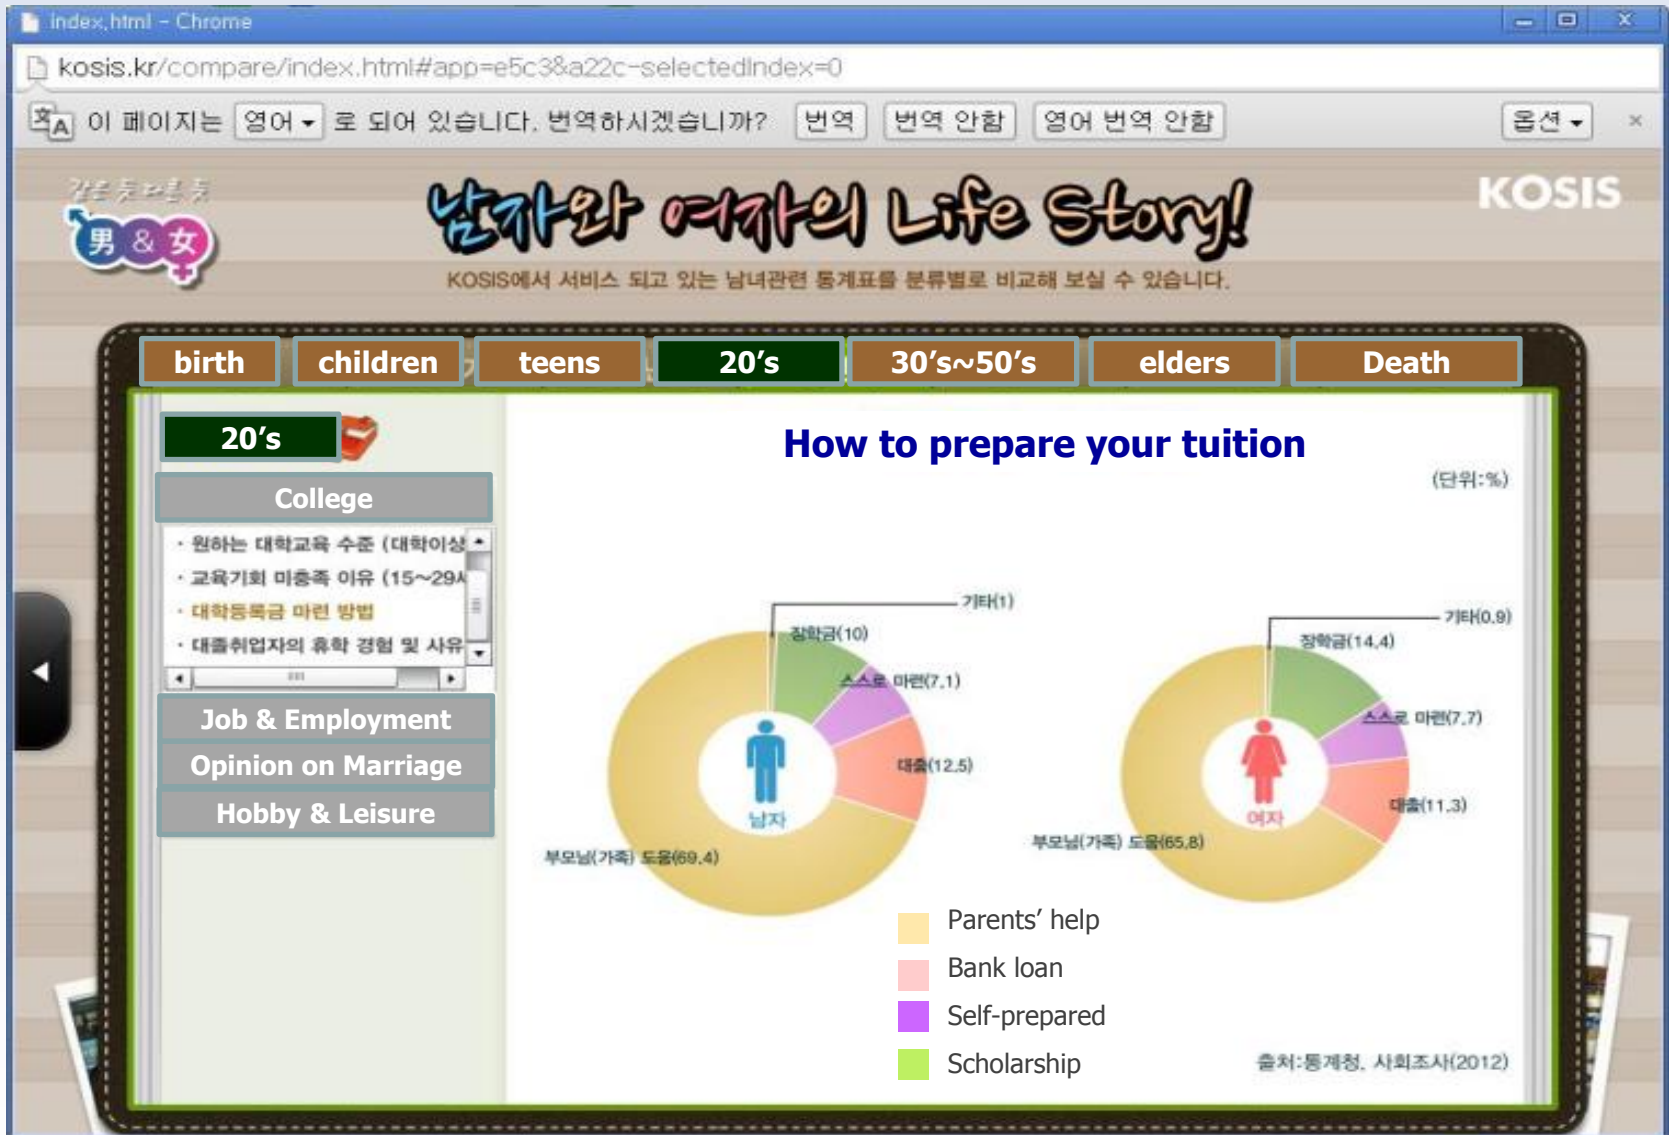 index.html - Chrome
kosis.kr/compare/index.html#app=e5c3&a22c-selectedIndex=0
이 페이지는 영어 로 되어 있습니다. 번역하시겠습니까? 번역 번역 안함 영어 번역 안함 옵션
같은 듯 다른 듯
男 & 女
남자와 여자의 Life Story!
KOSIS
KOSIS에서 서비스 되고 있는 남녀관련 통계표를 분류별로 비교해 보실 수 있습니다.
birth children teens 20's 30's~50's elders Death
20's
College
· 원하는 대학교육 수준 (대학이상
· 교육기회 미충족 이유 (15~29
· 대학등록금 마련 방법
· 대졸취업자의 휴학 경험 및 사유
Job & Employment
Opinion on Marriage
Hobby & Leisure
How to prepare your tuition
(단위:%)
기타(1)
장학금(10)
스스로 마련(7.1)
대출(12.5)
남자
부모님(가족) 도움(69.4)
기타(0.9)
장학금(14.4)
스스로 마련(7.7)
대출(11.3)
여자
부모님(가족) 도움(65.8)
Parents' help
Bank loan
Self-prepared
Scholarship
출처:통계청, 사회조사(2012)